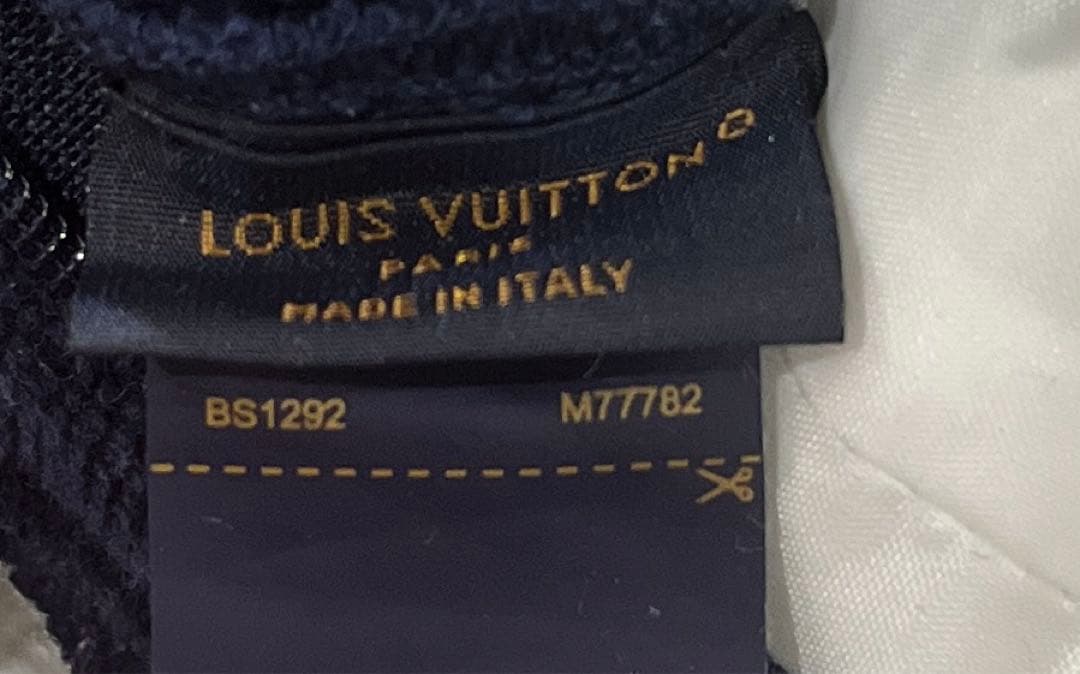 LOUIS VUITTON®
PARIS
MADE IN ITALY
BS1292 M77782